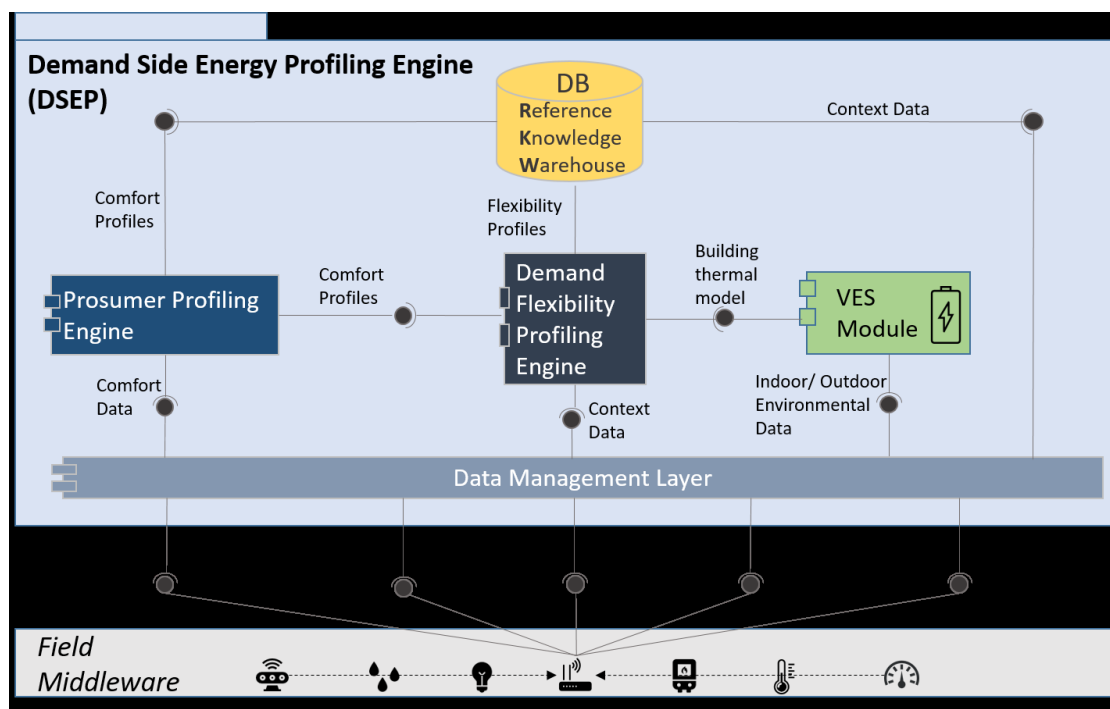 Demand Side Energy Profiling Engine
(DSEP)
DB
Reference
Knowledge
Warehouse
Context Data
Comfort
Profiles
Flexibility
Profiles
Prosumer Profiling
Engine
Comfort
Profiles
Demand
Flexibility
Profiling
Engine
Building
thermal
model
VES
Module
Comfort
Data
Context
Data
Indoor/ Outdoor
Environmental
Data
Data Management Layer
Field
Middleware